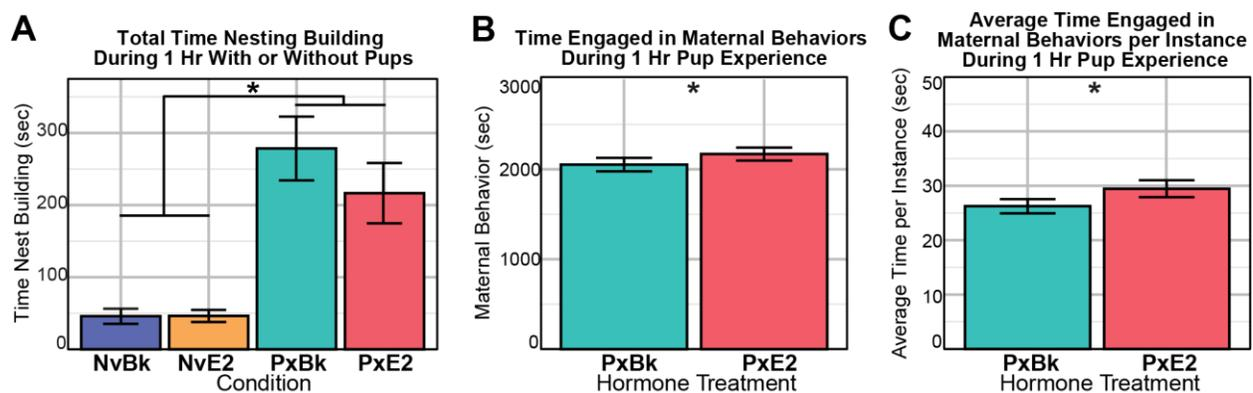 A
Total Time Nesting Building
During 1 Hr With or Without Pups
*
Time Nest Building (sec)
300
200
100
0
NvBk NvE2 PxBk PxE2
Condition
B
Time Engaged in Maternal Behaviors
During 1 Hr Pup Experience
*
Maternal Behavior (sec)
3000
2000
1000
0
PxBk PxE2
Hormone Treatment
C
Average Time Engaged in
Maternal Behaviors per Instance
During 1 Hr Pup Experience
*
Average Time per Instance (sec)
50
40
30
20
10
0
PxBk PxE2
Hormone Treatment